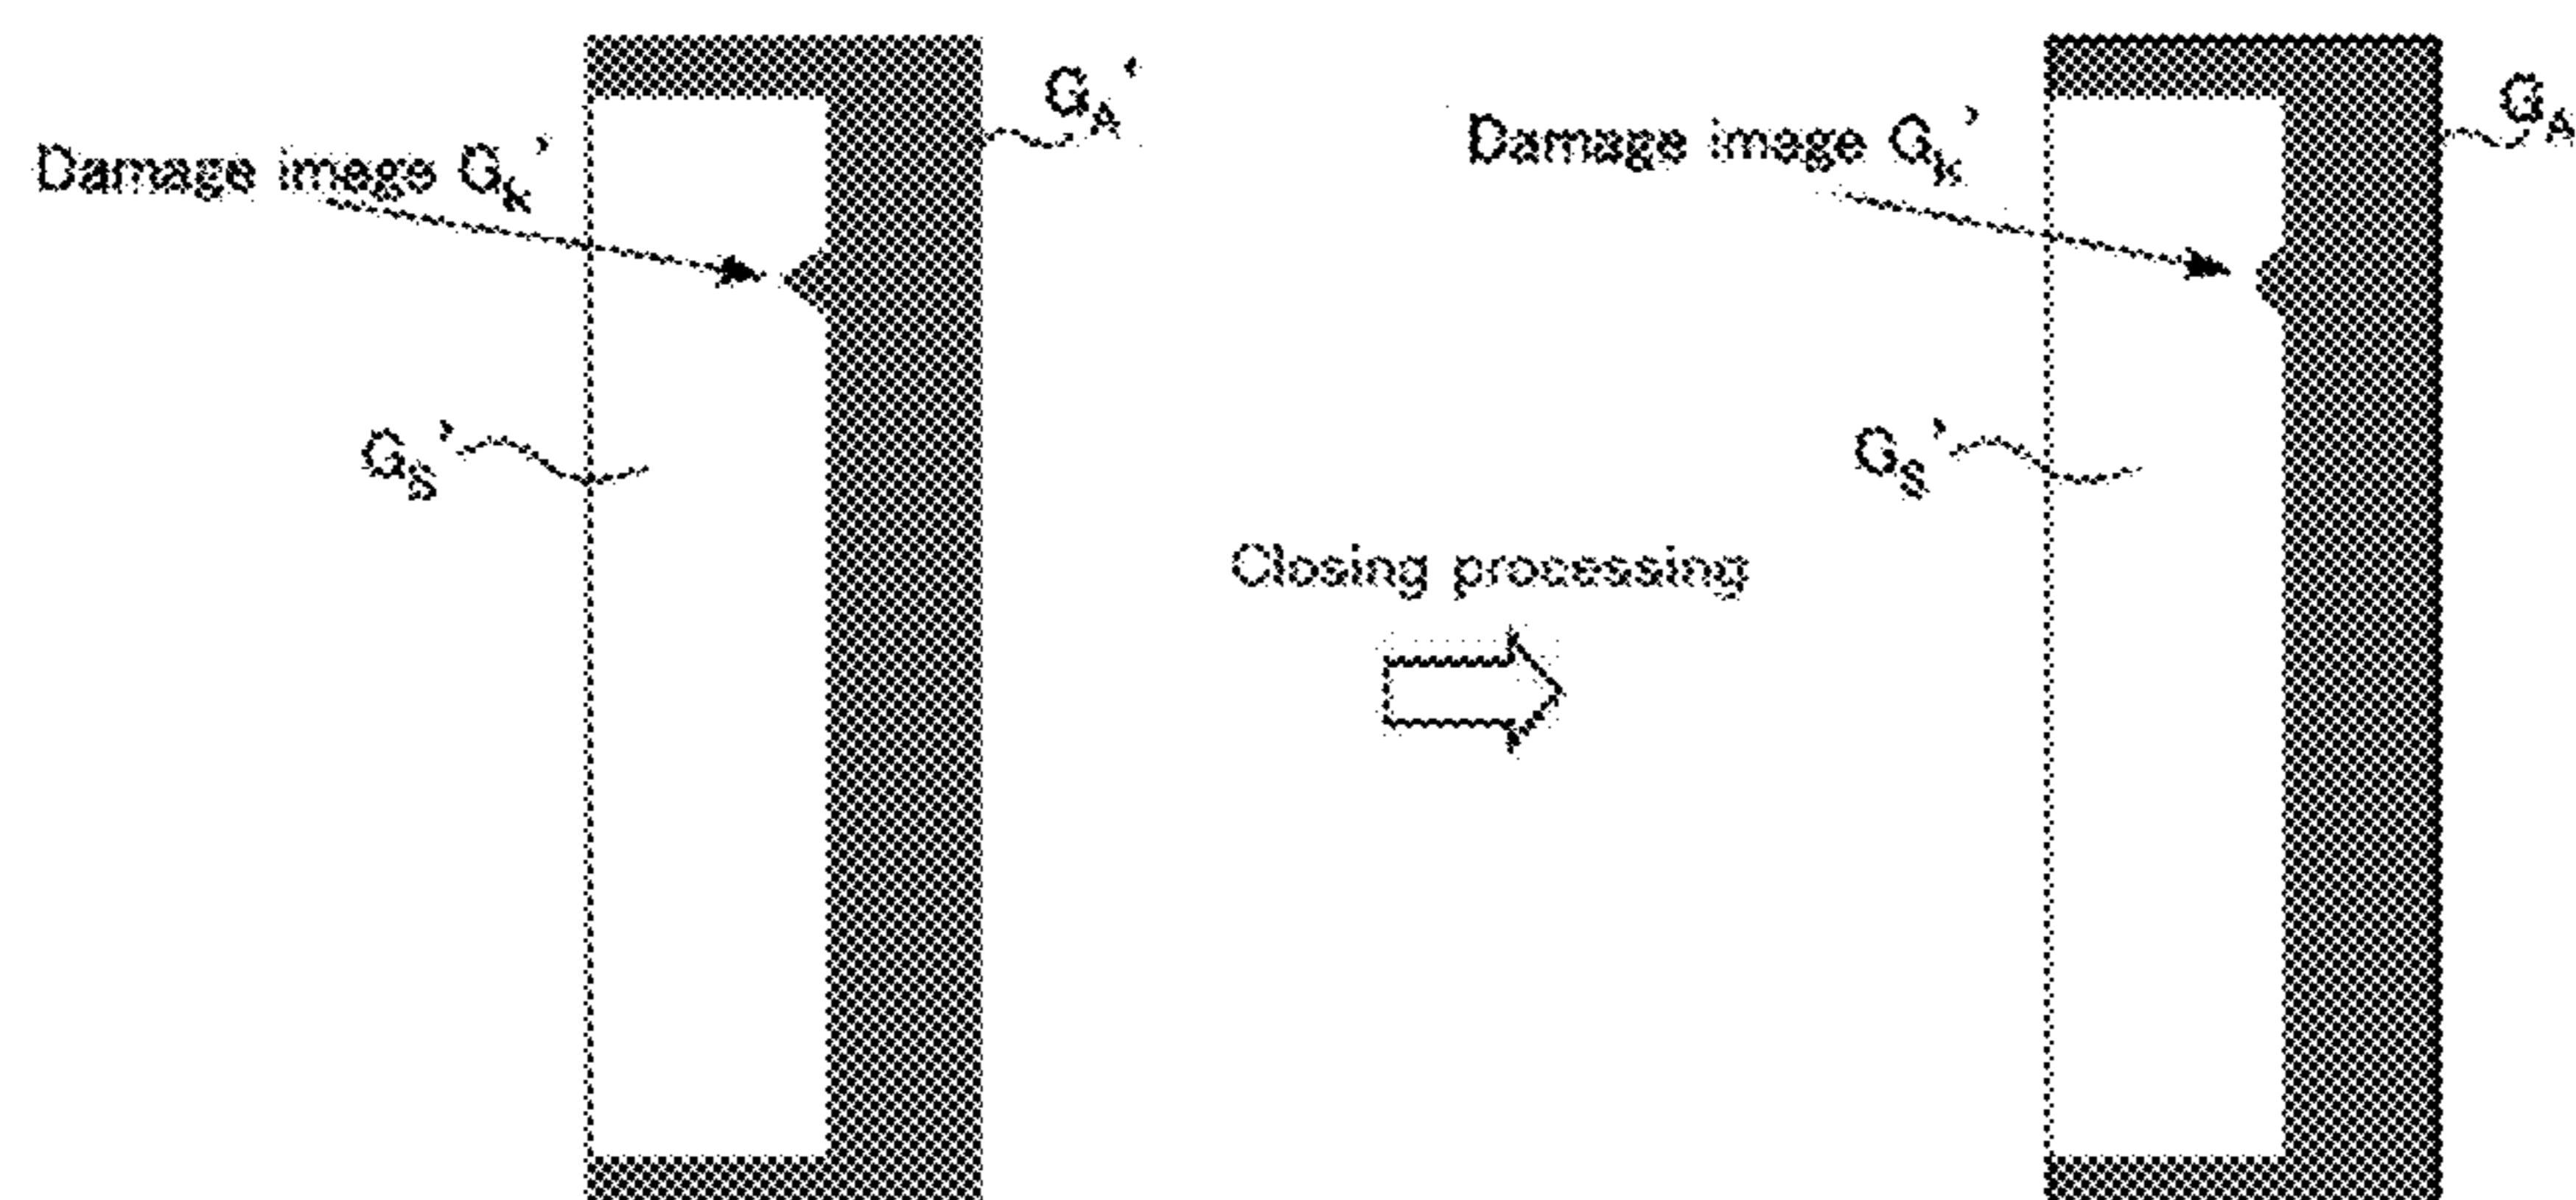 G_A'
Damage image G_K'
G_S'
Closing processing
Damage image G_K'
G_A
G_S'